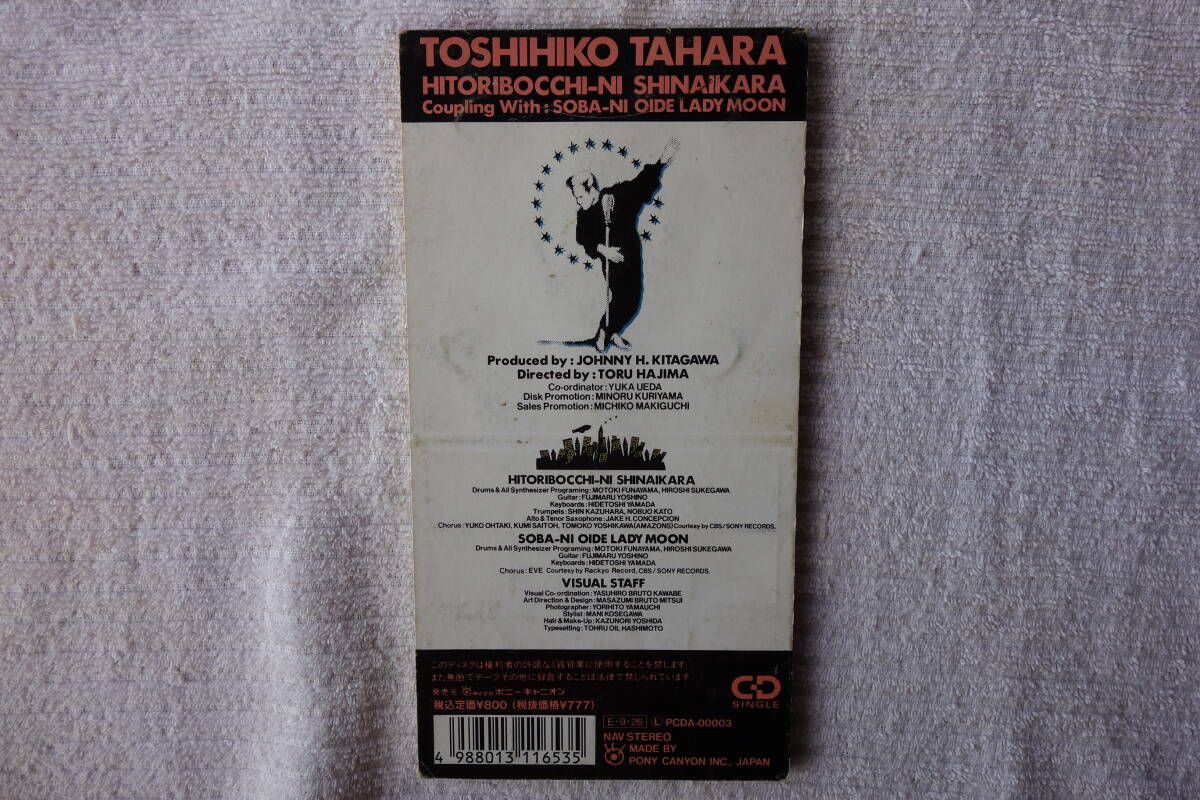 TOSHIHIKO TAHARA
HITORIBOCCHI-NI SHINAIKARA
Coupling With : SOBA-NI OIDE LADY MOON
Produced by : JOHNNY H. KITAGAWA
Directed by : TORU HAJIMA
Co-ordinator : YUKA UEDA
Disk Promotion : MINORU KURIYAMA
Sales Promotion : MICHIKO MAKIGUCHI
HITORIBOCCHI-NI SHINAIKARA
Drums & All Synthesizer Programing : MOTOKI FUNAYAMA, HIROSHI SUKEGAWA
Guitar : FUJIMARU YOSHINO
Keyboards : HIDETOSHI YAMADA
Trumpets : SHIN KAZUHARA, NOBUO KATO
Alto & Tenor Saxophone : JAKE H. CONCEPCION
Chorus : YUKO OHTAKI, KUMI SAITOH, TOMOKO YOSHIKAWA (AMAZONS) Courtesy by CBS/SONY RECORDS.
SOBA-NI OIDE LADY MOON
Drums & All Synthesizer Programing : MOTOKI FUNAYAMA, HIROSHI SUKEGAWA
Guitar : FUJIMARU YOSHINO
Keyboards : HIDETOSHI YAMADA
Chorus : EVE Courtesy by Rackyo Record, CBS/SONY RECORDS.
VISUAL STAFF
Visual Co-ordination : YASUHIRO BRUTO KAWABE
Art Direction & Design : MASAZUMI BRUTO MITSUI
Photographer : YORIHITO YAMAUCHI
Stylist : MANI KOSEGAWA
Hair & Make-Up : KAZUNORI YOSHIDA
Typesetting : TOHRU OIL HASHIMOTO
このディスクは権利者の許諾なく賃貸業に使用することを禁じます
また無断でテープその他に録音することは法律で禁じられています
発売元 株式会社 ポニーキャニオン
税込定価¥800 (税抜価格¥777)
CD
SINGLE
E・9・26 Ⓛ PCDA-00003
NAV STEREO
MADE BY
PONY CANYON INC., JAPAN
4 988013 116535